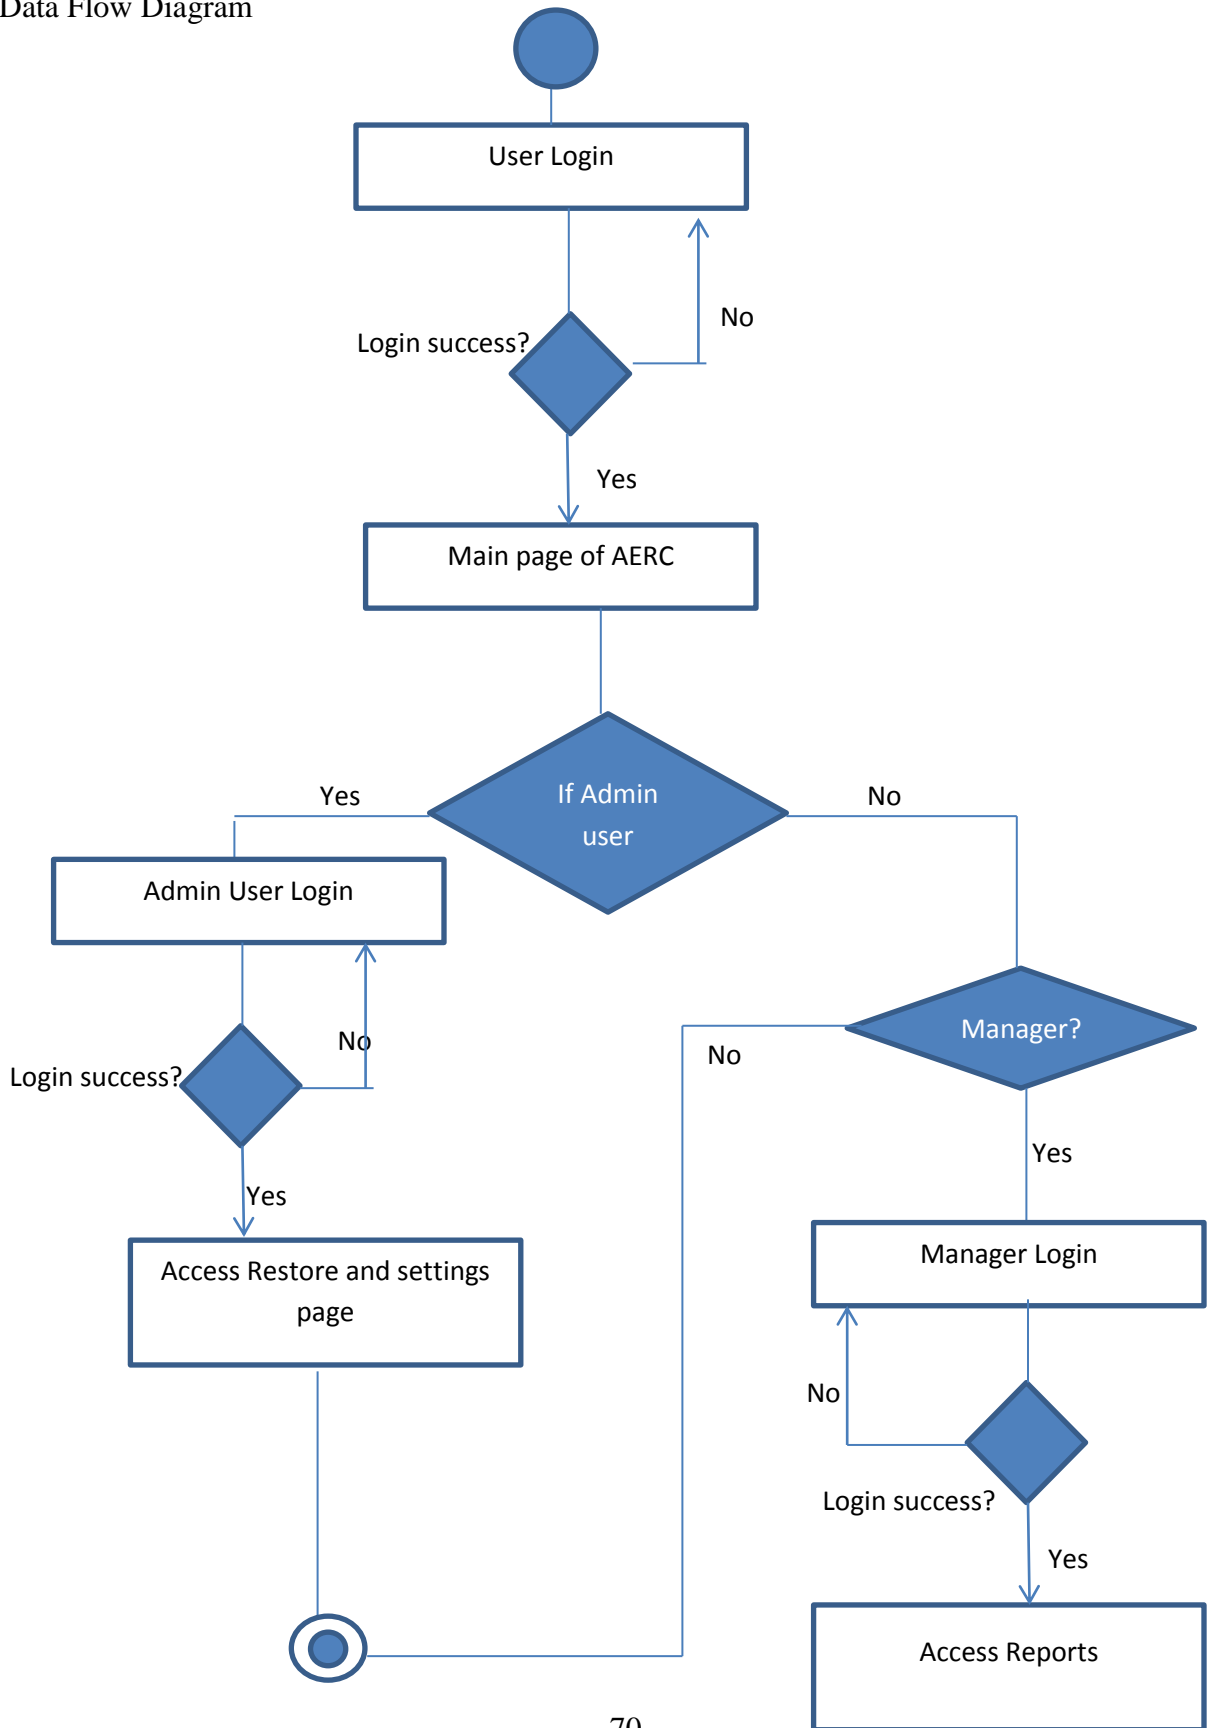 Data Flow Diagram
User Login
No
Login success?
Yes
Main page of AERC
Yes
If Admin
user
No
Admin User Login
No
Login success?
Manager?
No
Yes
Yes
Manager Login
Access Restore and settings
page
No
Login success?
Yes
Access Reports
70